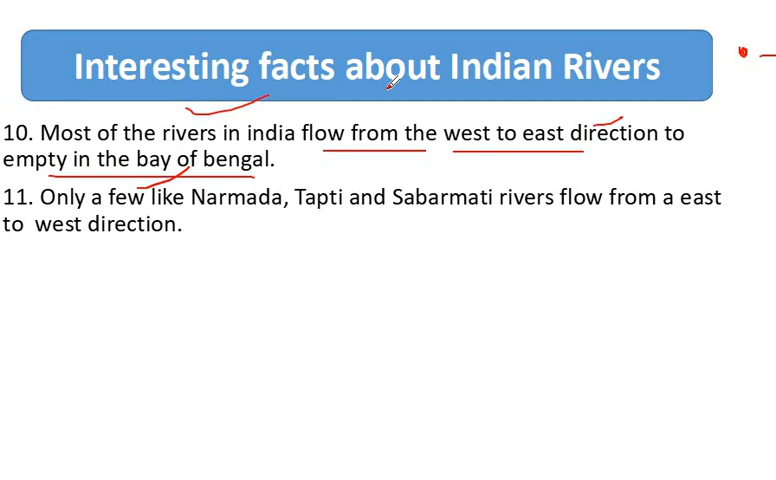 Interesting facts about Indian Rivers
10. Most of the rivers in india flow from the west to east direction to
empty in the bay of bengal.
11. Only a few like Narmada, Tapti and Sabarmati rivers flow from a east
to  west direction.